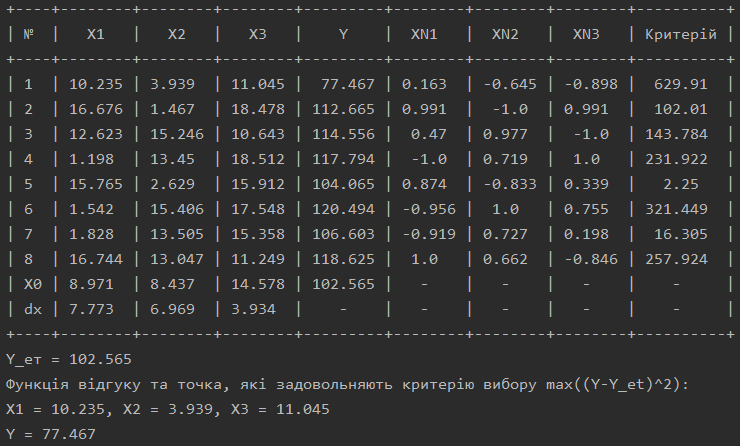 +----+--------+--------+--------+---------+--------+--------+--------+----------+
| №  |   X1   |   X2   |   X3   |    Y    |  XN1   |  XN2   |  XN3   | Критерій |
+----+--------+--------+--------+---------+--------+--------+--------+----------+
| 1  | 10.235 | 3.939  | 11.045 |  77.467 | 0.163  | -0.645 | -0.898 |  629.91  |
| 2  | 16.676 | 1.467  | 18.478 | 112.665 | 0.991  |  -1.0  | 0.991  |  102.01  |
| 3  | 12.623 | 15.246 | 10.643 | 114.556 |  0.47  | 0.977  |  -1.0  | 143.784  |
| 4  | 1.198  | 13.45  | 18.512 | 117.794 |  -1.0  | 0.719  |  1.0   | 231.922  |
| 5  | 15.765 | 2.629  | 15.912 | 104.065 | 0.874  | -0.833 | 0.339  |   2.25   |
| 6  | 1.542  | 15.406 | 17.548 | 120.494 | -0.956 |  1.0   | 0.755  | 321.449  |
| 7  | 1.828  | 13.505 | 15.358 | 106.603 | -0.919 | 0.727  | 0.198  |  16.305  |
| 8  | 16.744 | 13.047 | 11.249 | 118.625 |  1.0   | 0.662  | -0.846 | 257.924  |
| X0 | 8.971  | 8.437  | 14.578 | 102.565 |   -    |   -    |   -    |    -     |
| dx | 7.773  | 6.969  | 3.934  |    -    |   -    |   -    |   -    |    -     |
+----+--------+--------+--------+---------+--------+--------+--------+----------+
Y_ет = 102.565
Функція відгуку та точка, які задовольняють критерію вибору max((Y-Y_et)^2):
X1 = 10.235, X2 = 3.939, X3 = 11.045
Y = 77.467